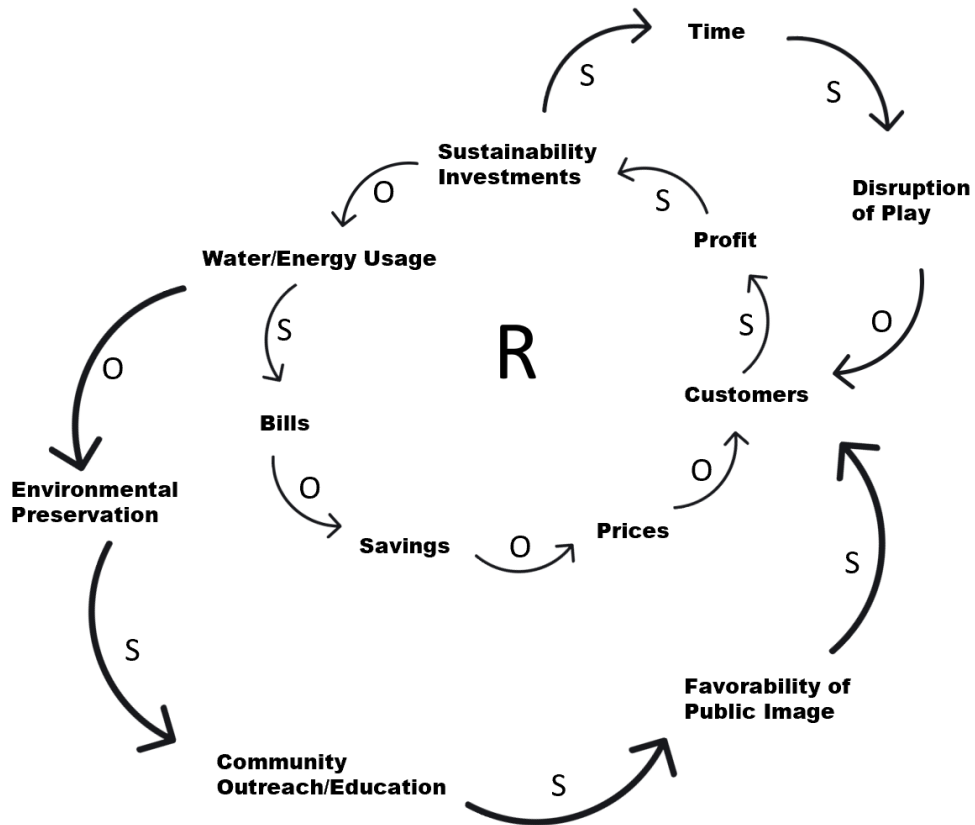 Time
S
S
Sustainability
Investments
Disruption
of Play
O
S
Profit
Water/Energy Usage
S
R
S
O
O
Customers
Bills
O
O
Environmental
Preservation
Prices
Savings
O
S
S
Favorability of
Public Image
Community
Outreach/Education
S